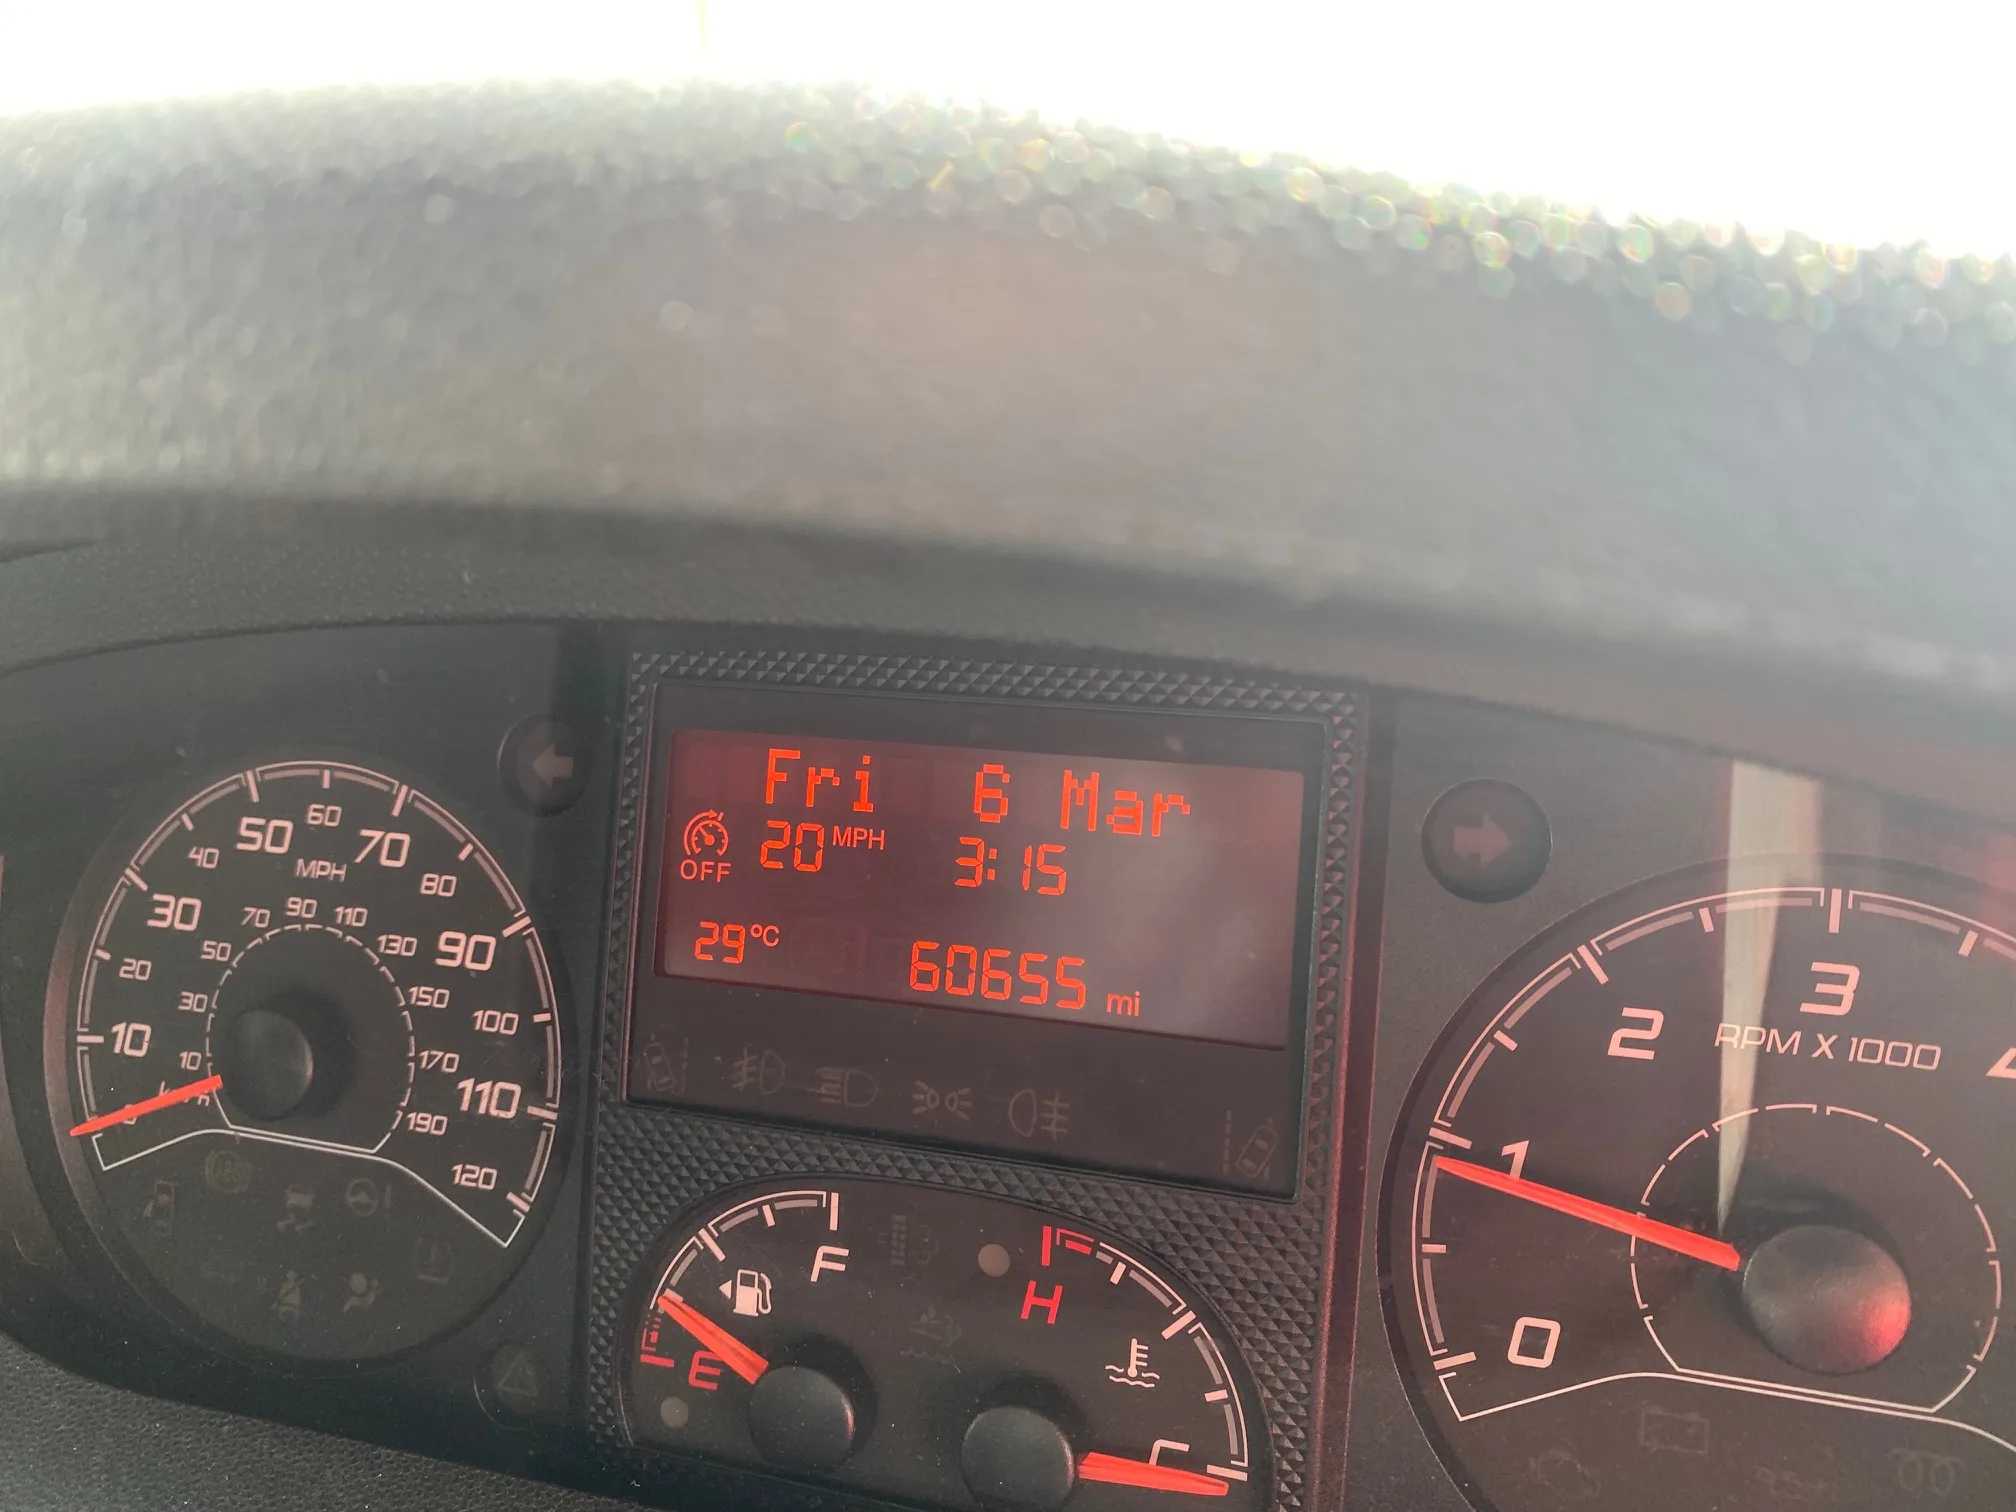 Fri 6 Mar
OFF 20 MPH 3:15
29°C 60655 mi
10 20 30 40 50 60 70 80 90 100 110 120
MPH
10 30 50 70 90 110 130 150 170 190
F
E
H
C
0 1 2 3
RPM X 1000